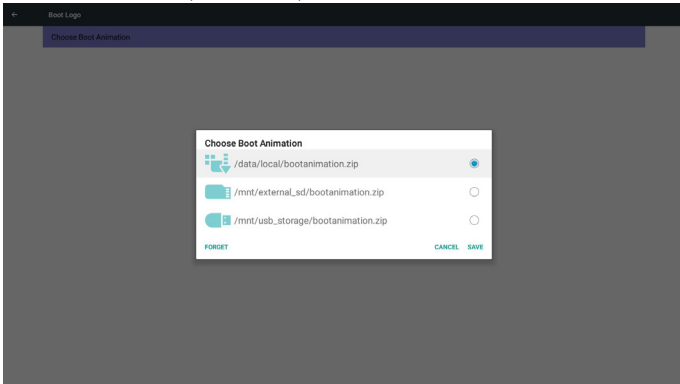 Boot Logo
Choose Boot Animation
Choose Boot Animation
/data/local/bootanimation.zip
/mnt/external_sd/bootanimation.zip
/mnt/usb_storage/bootanimation.zip
FORGET CANCEL SAVE